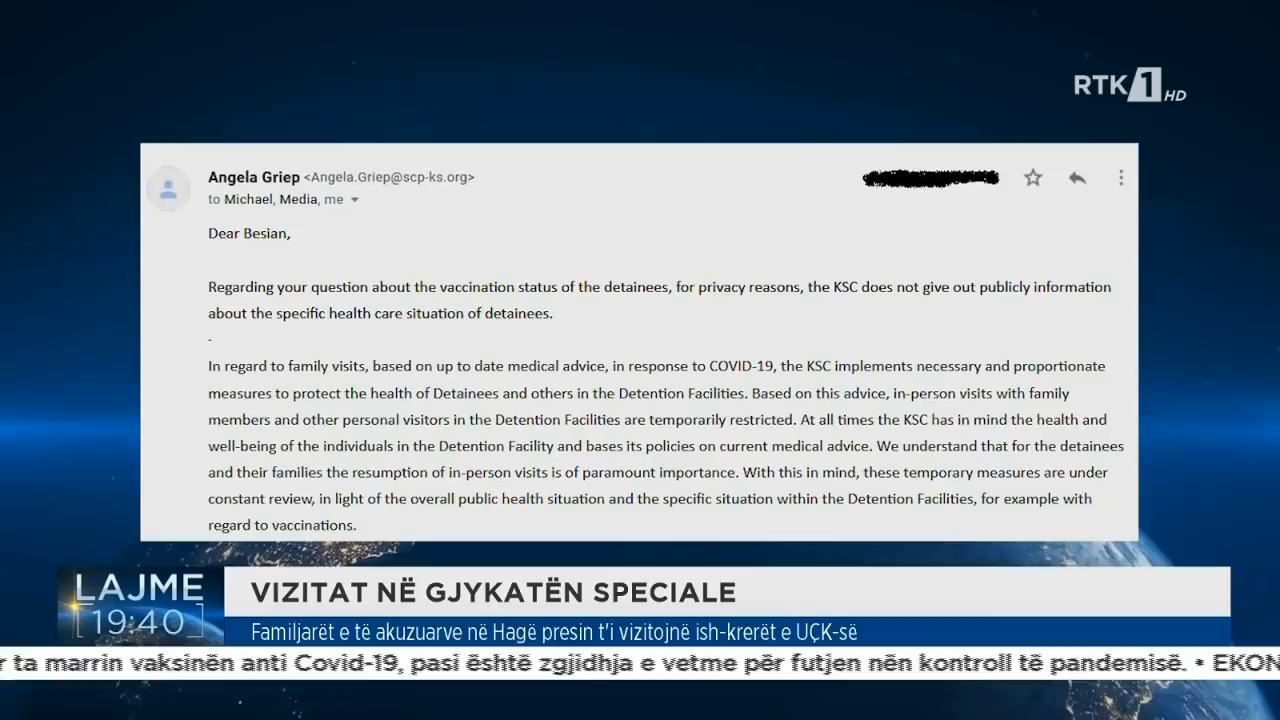 RTK 1 HD
Angela Griep <Angela.Griep@scp-ks.org>
to Michael, Media, me
Dear Besian,
Regarding your question about the vaccination status of the detainees, for privacy reasons, the KSC does not give out publicly information
about the specific health care situation of detainees.
-
In regard to family visits, based on up to date medical advice, in response to COVID-19, the KSC implements necessary and proportionate
measures to protect the health of Detainees and others in the Detention Facilities. Based on this advice, in-person visits with family
members and other personal visitors in the Detention Facilities are temporarily restricted. At all times the KSC has in mind the health and
well-being of the individuals in the Detention Facility and bases its policies on current medical advice. We understand that for the detainees
and their families the resumption of in-person visits is of paramount importance. With this in mind, these temporary measures are under
constant review, in light of the overall public health situation and the specific situation within the Detention Facilities, for example with
regard to vaccinations.
LAJME
19:40
VIZITAT NË GJYKATËN SPECIALE
Familjarët e të akuzuarve në Hagë presin t'i vizitojnë ish-krerët e UÇK-së
r ta marrin vaksinën anti Covid-19, pasi është zgjidhja e vetme për futjen nën kontroll të pandemisë. • EKON